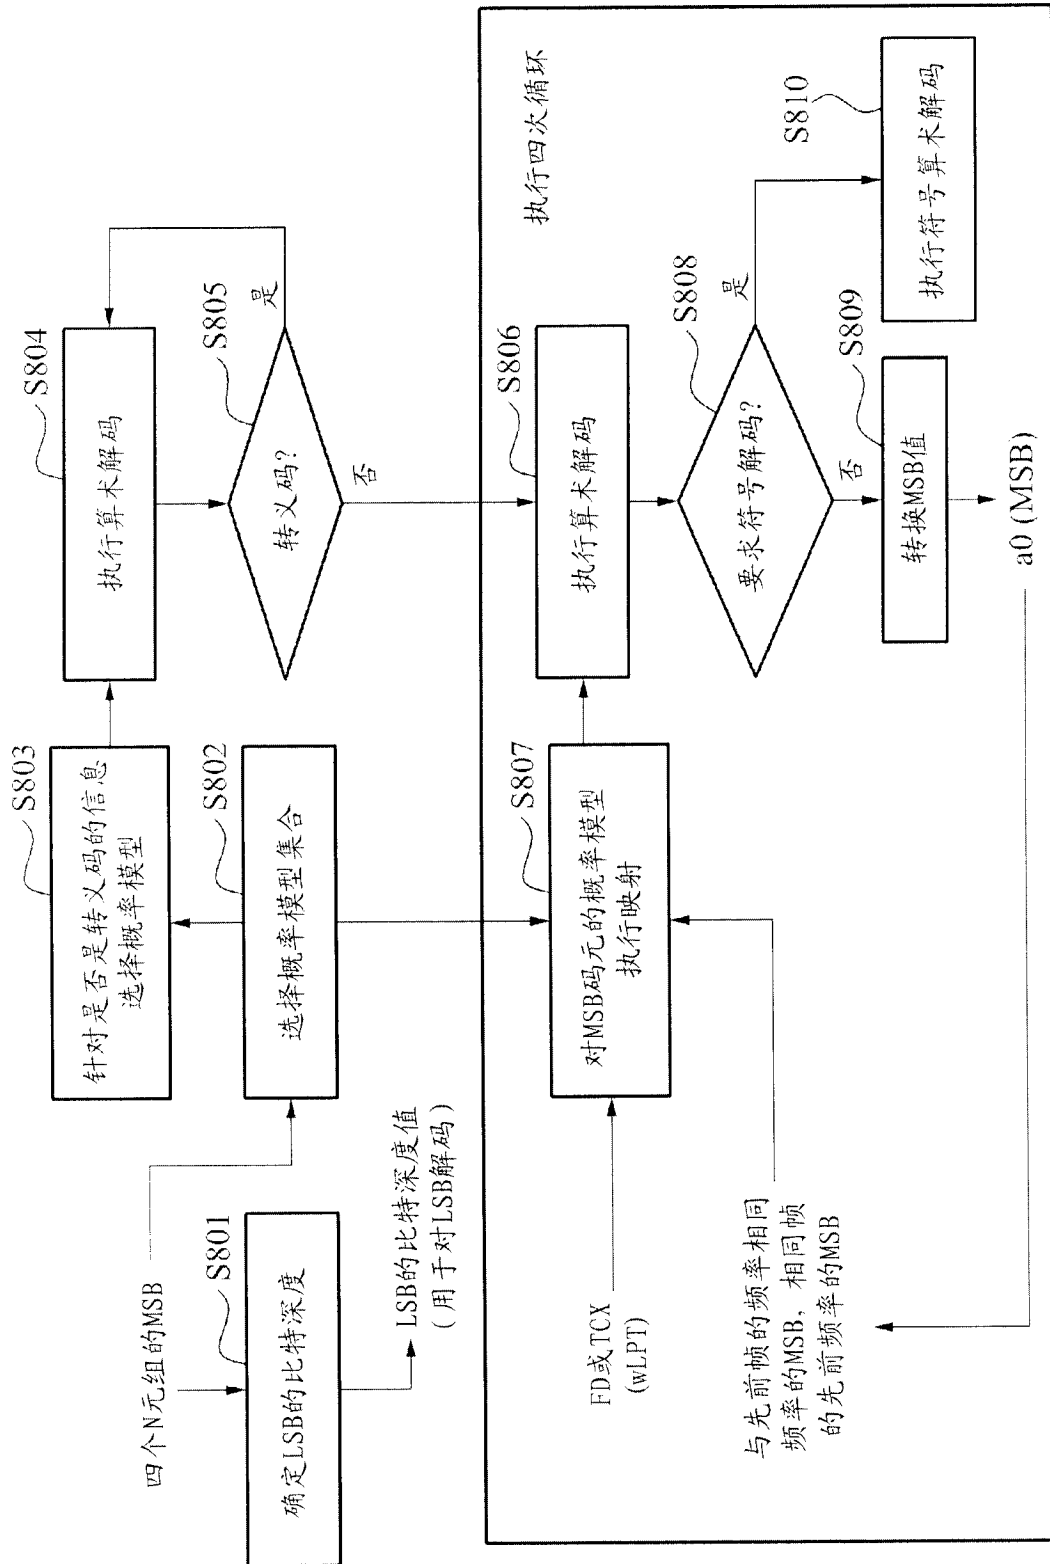 四个N元组的MSB
S801
确定LSB的比特深度
LSB的比特深度值
(用于对LSB解码)
S802
选择概率模型集合
S803
针对是否是转义码的信息
选择概率模型
S804
执行算术解码
S805
转义码?
是
否
执行四次循环
FD或TCX
(wLPT)
与先前帧的频率相同
频率的MSB, 相同帧
的先前频率的MSB
S807
对MSB码元的概率模型
执行映射
S806
执行算术解码
S808
要求符号解码?
是
否
S809
转换MSB值
S810
执行符号算术解码
a0 (MSB)